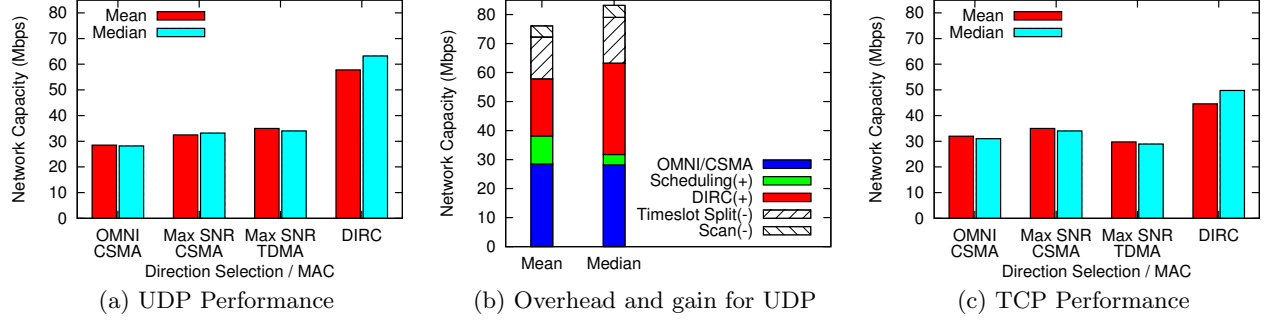 Network Capacity (Mbps)
80
70
60
50
40
30
20
10
0
Mean
Median
OMNI CSMA
Max SNR CSMA
Max SNR TDMA
DIRC
Direction Selection / MAC
(a) UDP Performance
Network Capacity (Mbps)
80
70
60
50
40
30
20
10
0
OMNI/CSMA
Scheduling(+)
DIRC(+)
Timeslot Split(-)
Scan(-)
Mean
Median
(b) Overhead and gain for UDP
Network Capacity (Mbps)
80
70
60
50
40
30
20
10
0
Mean
Median
OMNI CSMA
Max SNR CSMA
Max SNR TDMA
DIRC
Direction Selection / MAC
(c) TCP Performance